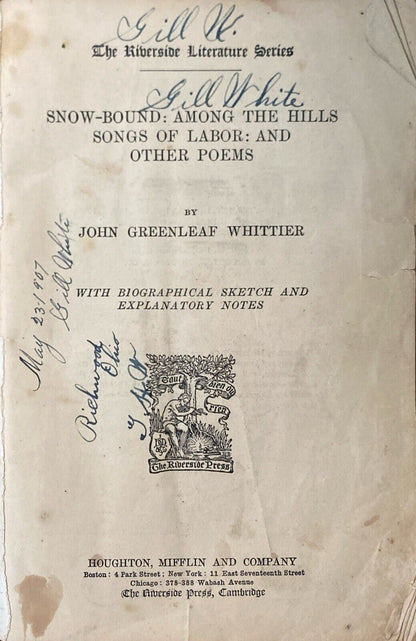 Gill W.
The Riverside Literature Series
Gill White
SNOW-BOUND: AMONG THE HILLS
SONGS OF LABOR: AND
OTHER POEMS
BY
JOHN GREENLEAF WHITTIER
WITH BIOGRAPHICAL SKETCH AND
EXPLANATORY NOTES
May 23. 1907
Gill White
Richwood
Ohio
Tout bien ou
rien
The Riverside Press
HOUGHTON, MIFFLIN AND COMPANY
Boston: 4 Park Street; New York: 11 East Seventeenth Street
Chicago: 378-388 Wabash Avenue
The Riverside Press, Cambridge